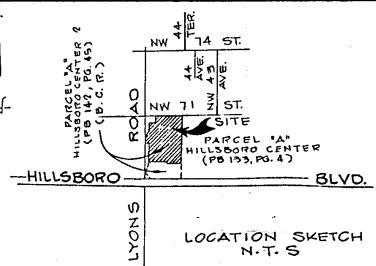 44 TER.
NW 74 ST.
44 AVE.
NW 43 AVE.
PARCEL "A"
HILLSBORO CENTER 2
(PB 142, PG. 45)
(B.C.R.)
ROAD
NW 71 ST.
SITE
PARCEL "A"
HILLSBORO CENTER
(PB 133, PG. 4)
HILLSBORO BLVD.
LYONS
LOCATION SKETCH
N.T.S